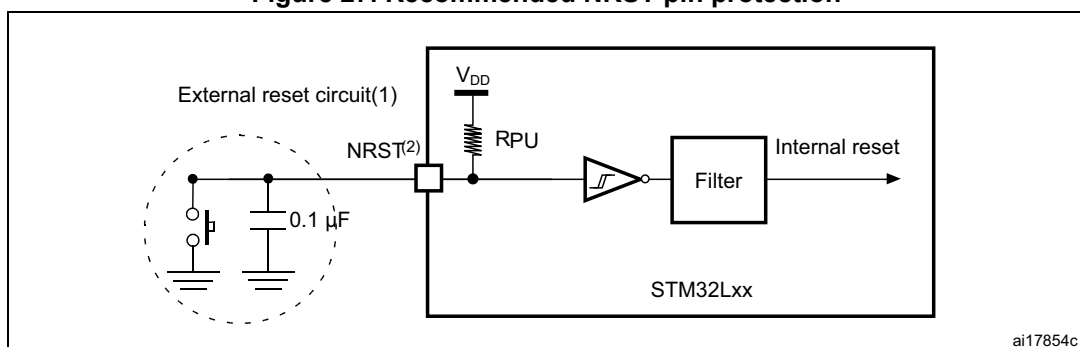 Figure 27. Recommended NRST pin protection
VDD
External reset circuit(1)
NRST(2)
RPU
Internal reset
Filter
0.1 µF
STM32Lxx
ai17854c